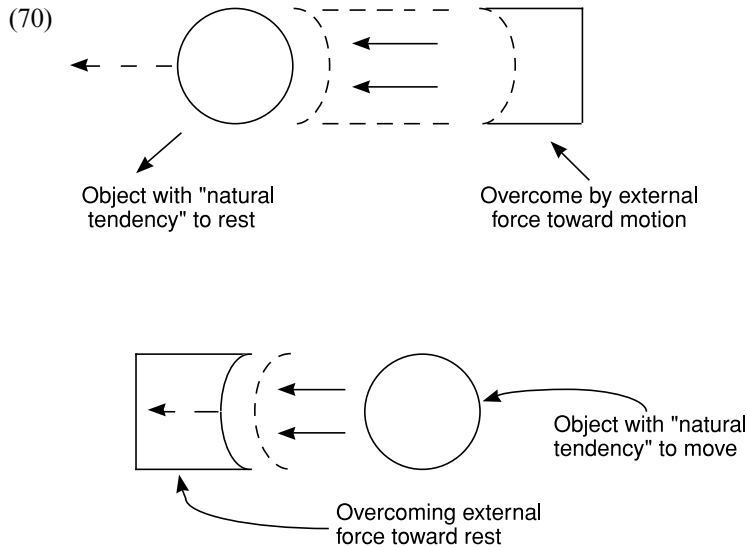 (70)
Object with "natural
tendency" to rest
Overcome by external
force toward motion
Object with "natural
tendency" to move
Overcoming external
force toward rest